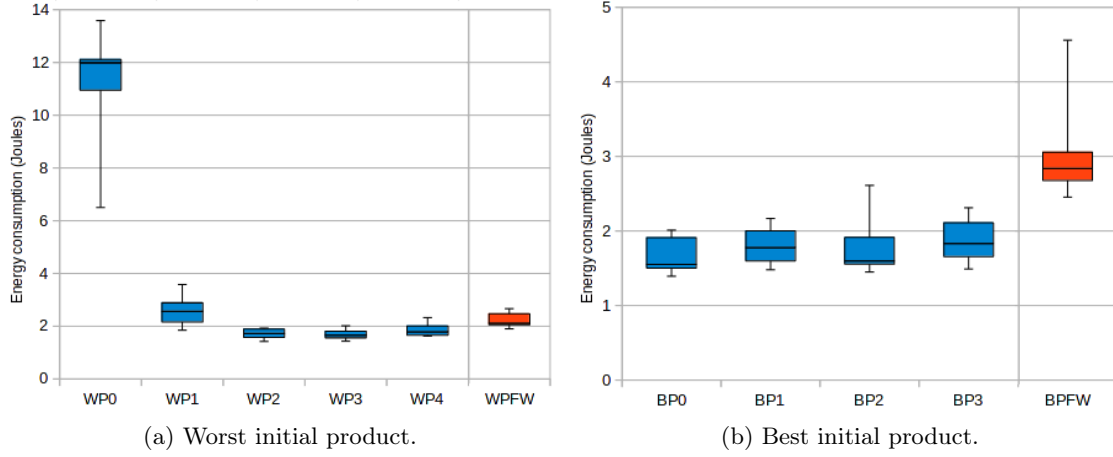 14
12
10
8
6
4
2
0
Energy consumption (Joules)
WP0 WP1 WP2 WP3 WP4 WPFW
(a) Worst initial product.
5
4
3
2
1
0
Energy consumption (Joules)
BP0 BP1 BP2 BP3 BPFW
(b) Best initial product.